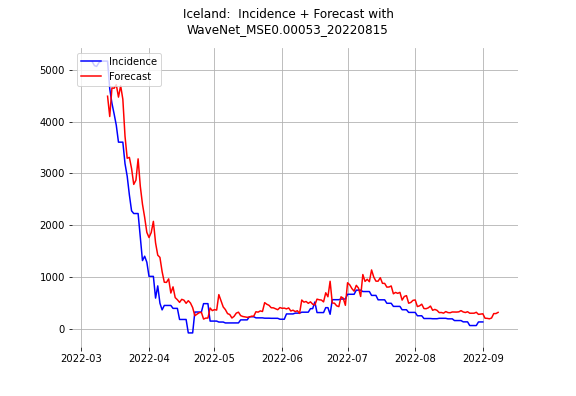 Iceland:  Incidence + Forecast with
WaveNet_MSE0.00053_20220815
Incidence
Forecast
5000
4000
3000
2000
1000
0
2022-03 2022-04 2022-05 2022-06 2022-07 2022-08 2022-09